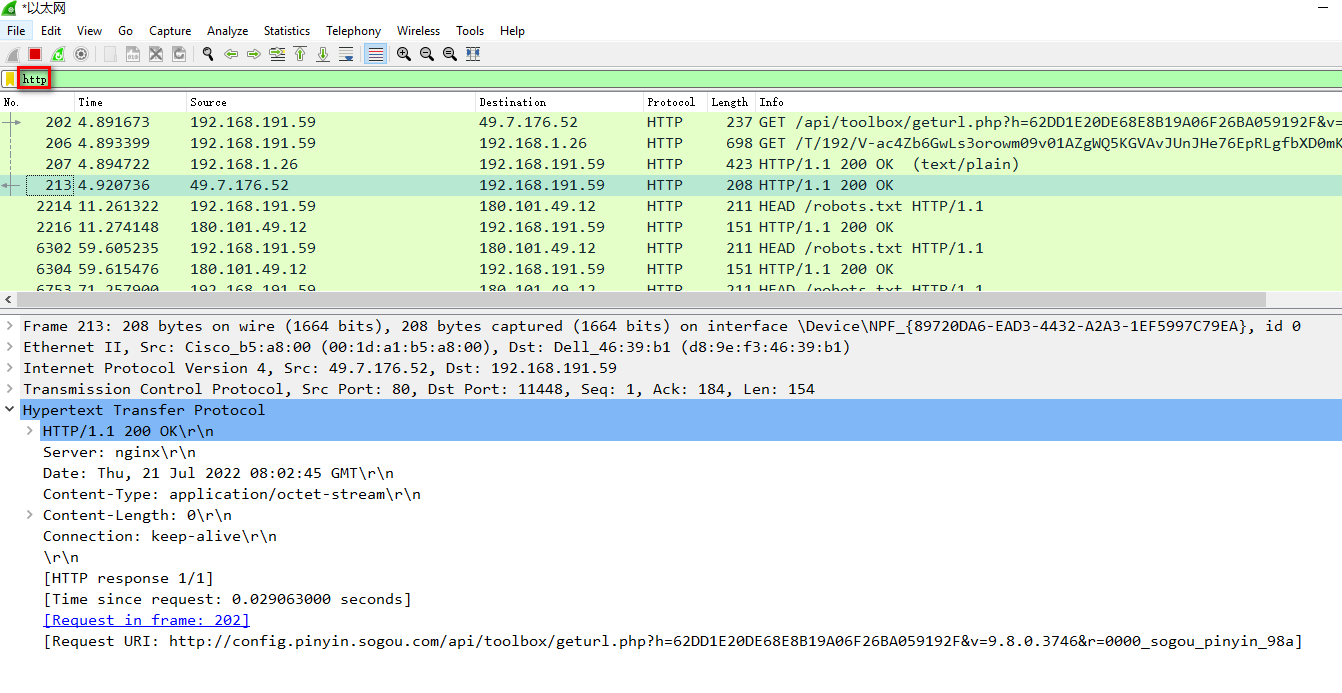 *以太网
File Edit View Go Capture Analyze Statistics Telephony Wireless Tools Help
http
No. Time Source Destination Protocol Length Info
202 4.891673 192.168.191.59 49.7.176.52 HTTP 237 GET /api/toolbox/geturl.php?h=62DD1E20DE68E8B19A06F26BA059192F&v=
206 4.893399 192.168.191.59 192.168.1.26 HTTP 698 GET /T/192/V-ac4Zb6GwLs3orowm09v01AZgWQ5KGVAvJUnJHe76EpRLgfbXD0mK
207 4.894722 192.168.1.26 192.168.191.59 HTTP 423 HTTP/1.1 200 OK (text/plain)
213 4.920736 49.7.176.52 192.168.191.59 HTTP 208 HTTP/1.1 200 OK
2214 11.261322 192.168.191.59 180.101.49.12 HTTP 211 HEAD /robots.txt HTTP/1.1
2216 11.274148 180.101.49.12 192.168.191.59 HTTP 151 HTTP/1.1 200 OK
6302 59.605235 192.168.191.59 180.101.49.12 HTTP 211 HEAD /robots.txt HTTP/1.1
6304 59.615476 180.101.49.12 192.168.191.59 HTTP 151 HTTP/1.1 200 OK
6753 71.257900 192.168.191.59 180.101.49.12 HTTP 211 HEAD /robots.txt HTTP/1.1
Frame 213: 208 bytes on wire (1664 bits), 208 bytes captured (1664 bits) on interface \Device\NPF_{89720DA6-EAD3-4432-A2A3-1EF5997C79EA}, id 0
Ethernet II, Src: Cisco_b5:a8:00 (00:1d:a1:b5:a8:00), Dst: Dell_46:39:b1 (d8:9e:f3:46:39:b1)
Internet Protocol Version 4, Src: 49.7.176.52, Dst: 192.168.191.59
Transmission Control Protocol, Src Port: 80, Dst Port: 11448, Seq: 1, Ack: 184, Len: 154
Hypertext Transfer Protocol
HTTP/1.1 200 OK\r\n
Server: nginx\r\n
Date: Thu, 21 Jul 2022 08:02:45 GMT\r\n
Content-Type: application/octet-stream\r\n
Content-Length: 0\r\n
Connection: keep-alive\r\n
\r\n
[HTTP response 1/1]
[Time since request: 0.029063000 seconds]
[Request in frame: 202]
[Request URI: http://config.pinyin.sogou.com/api/toolbox/geturl.php?h=62DD1E20DE68E8B19A06F26BA059192F&v=9.8.0.3746&r=0000_sogou_pinyin_98a]